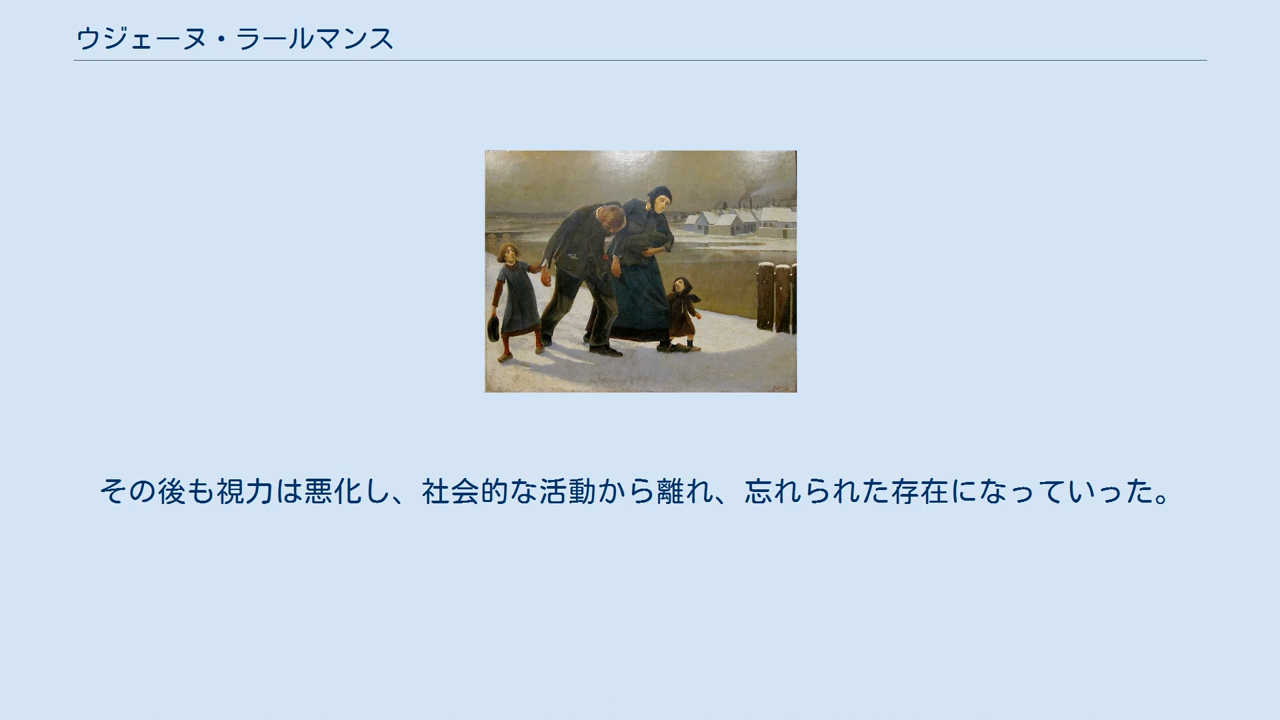 ウジェーヌ・ラールマンス
その後も視力は悪化し、社会的な活動から離れ、忘れられた存在になっていった。